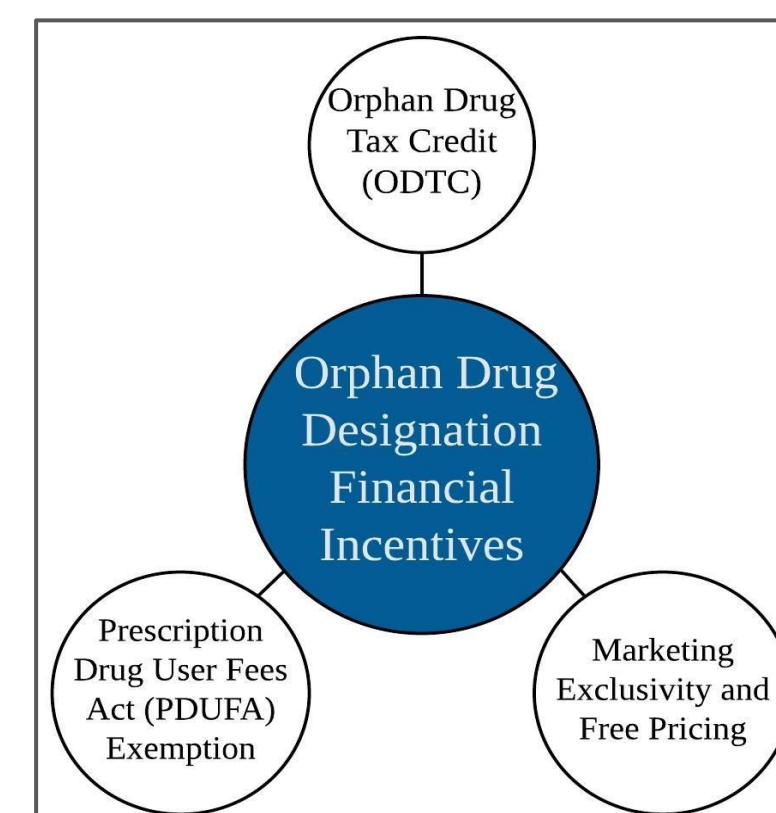 Orphan Drug
Tax Credit
(ODTC)
Orphan Drug
Designation
Financial
Incentives
Prescription
Drug User Fees
Act (PDUFA)
Exemption
Marketing
Exclusivity and
Free Pricing